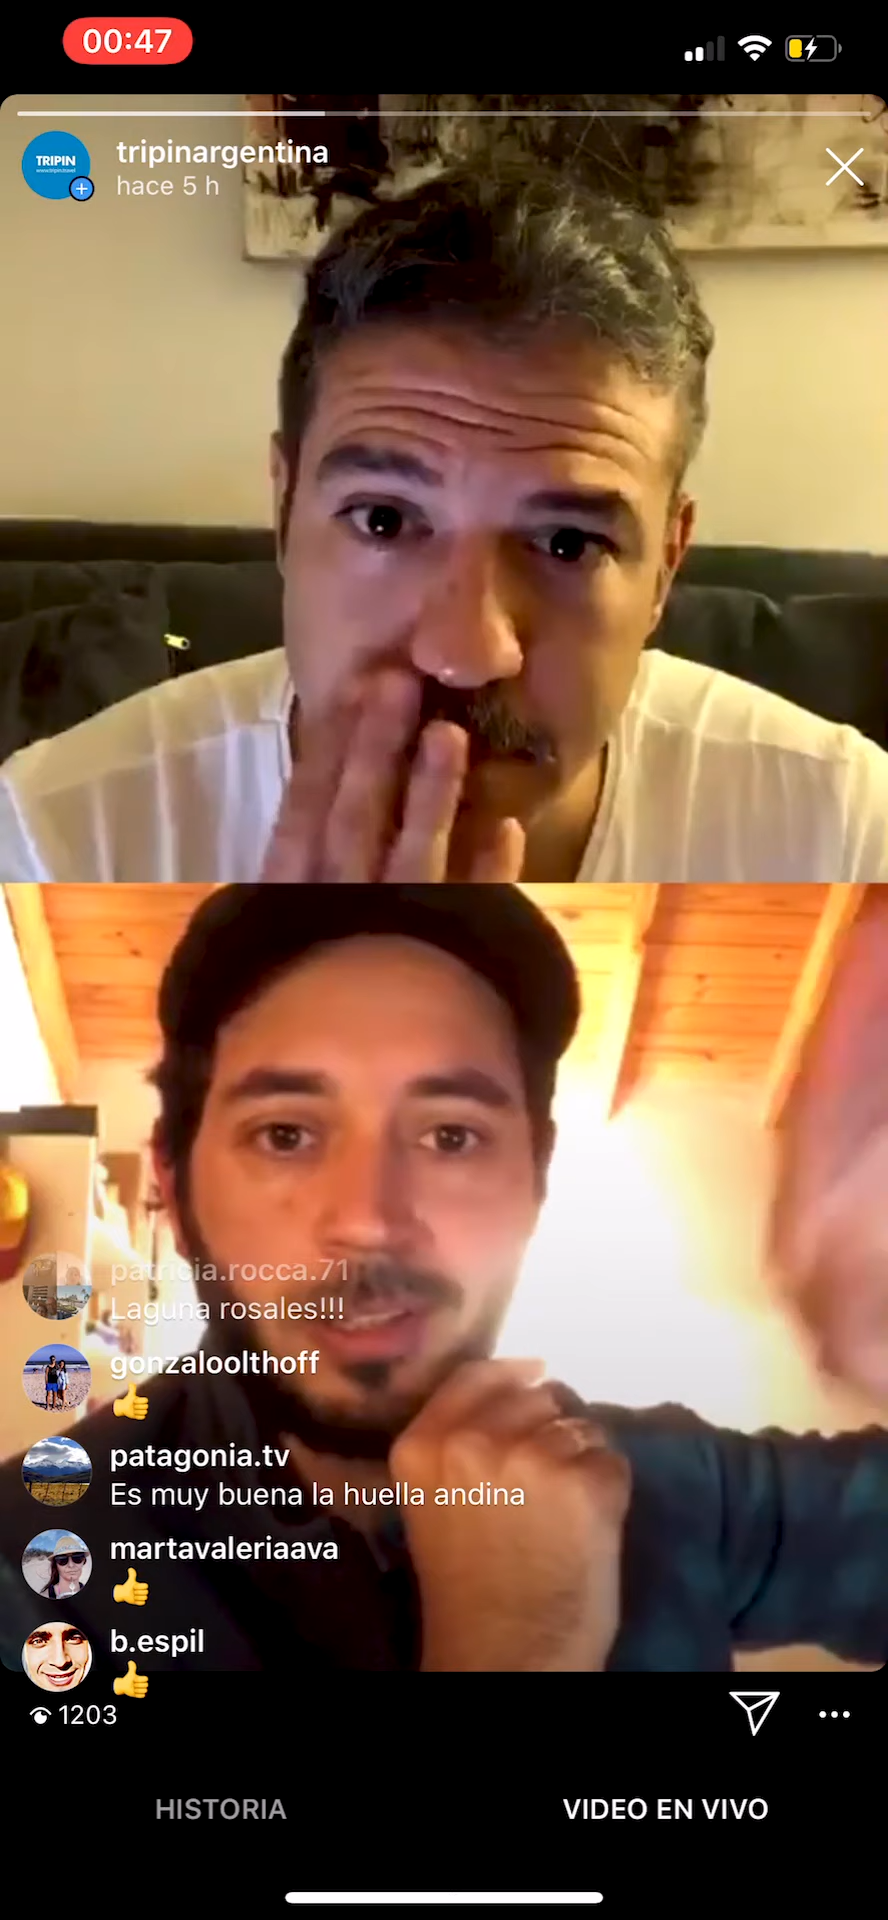 00:47
TRIPIN
tripinargentina
hace 5 h
patricia.rocca.71
Laguna rosales!!!
gonzaloolthoff
👍
patagonia.tv
Es muy buena la huella andina
martavaleriaava
👍
b.espil
👍
1203
HISTORIA
VIDEO EN VIVO